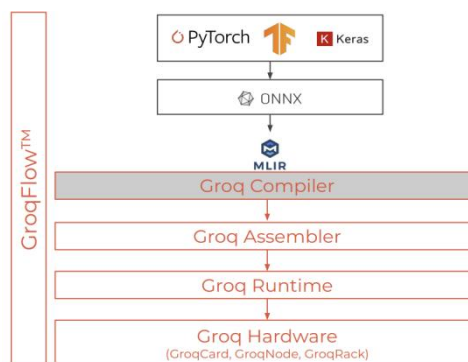 GroqFlow™
PyTorch
K Keras
ONNX
MLIR
Groq Compiler
Groq Assembler
Groq Runtime
Groq Hardware
(GroqCard, GroqNode, GroqRack)